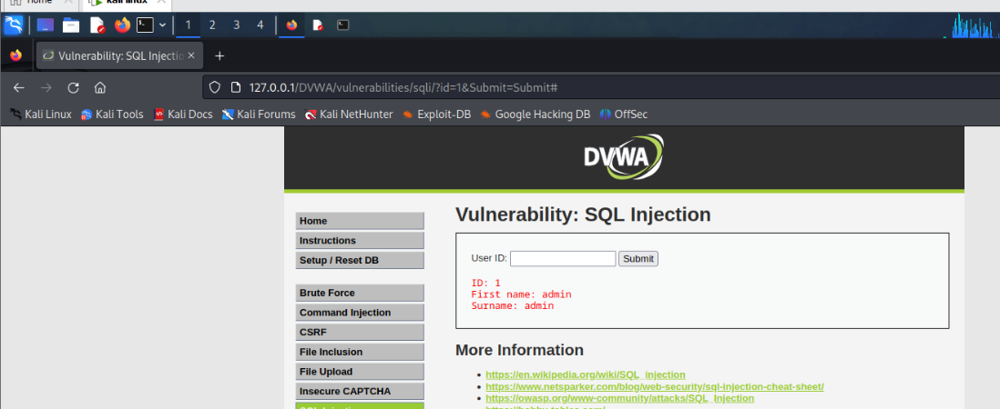 Home
kali linux
1 2 3 4
Vulnerability: SQL Injectio
127.0.0.1/DVWA/vulnerabilities/sqli/?id=1&Submit=Submit#
Kali Linux Kali Tools Kali Docs Kali Forums Kali NetHunter Exploit-DB Google Hacking DB OffSec
DVWA
Home
Instructions
Setup / Reset DB
Brute Force
Command Injection
CSRF
File Inclusion
File Upload
Insecure CAPTCHA
Vulnerability: SQL Injection
User ID: Submit
ID: 1
First name: admin
Surname: admin
More Information
https://en.wikipedia.org/wiki/SQL_injection
https://www.netsparker.com/blog/web-security/sql-injection-cheat-sheet/
https://owasp.org/www-community/attacks/SQL_Injection